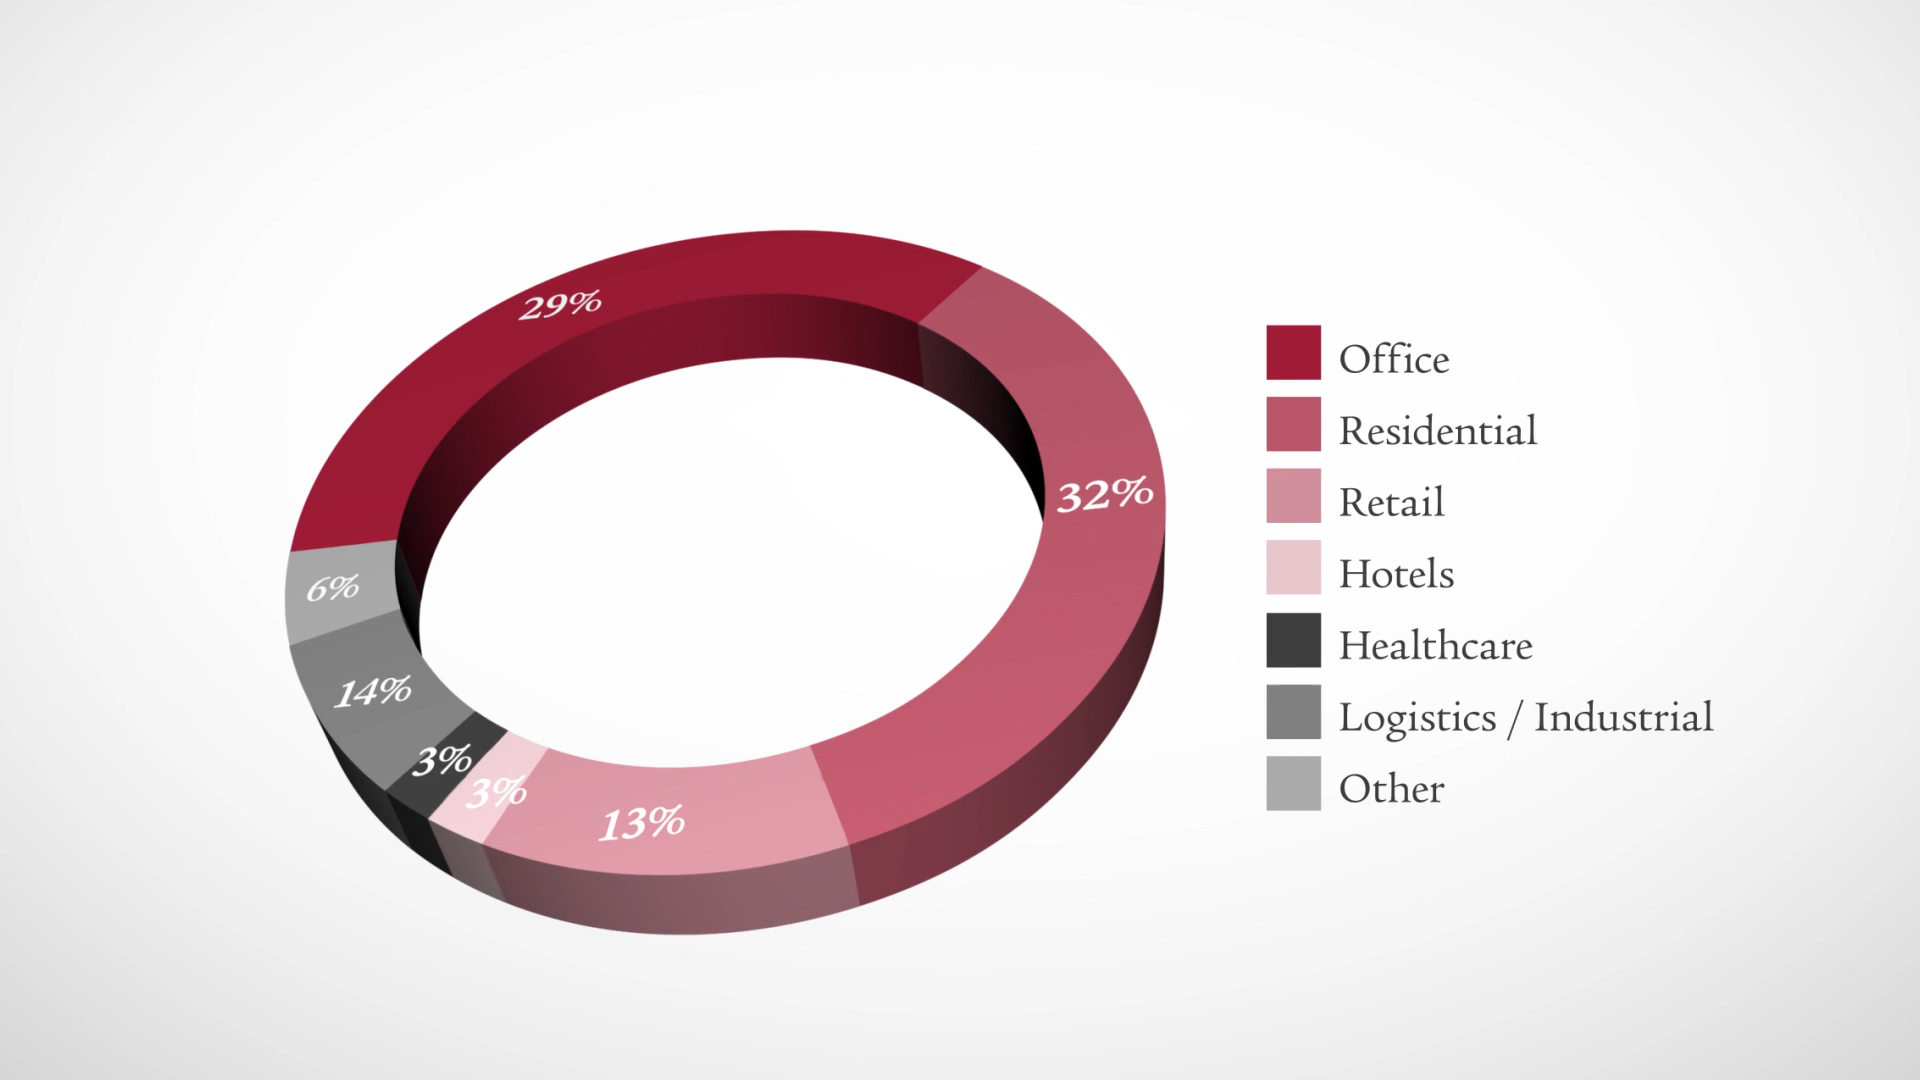 29%
32%
6%
14%
3%
3%
13%
Office
Residential
Retail
Hotels
Healthcare
Logistics / Industrial
Other